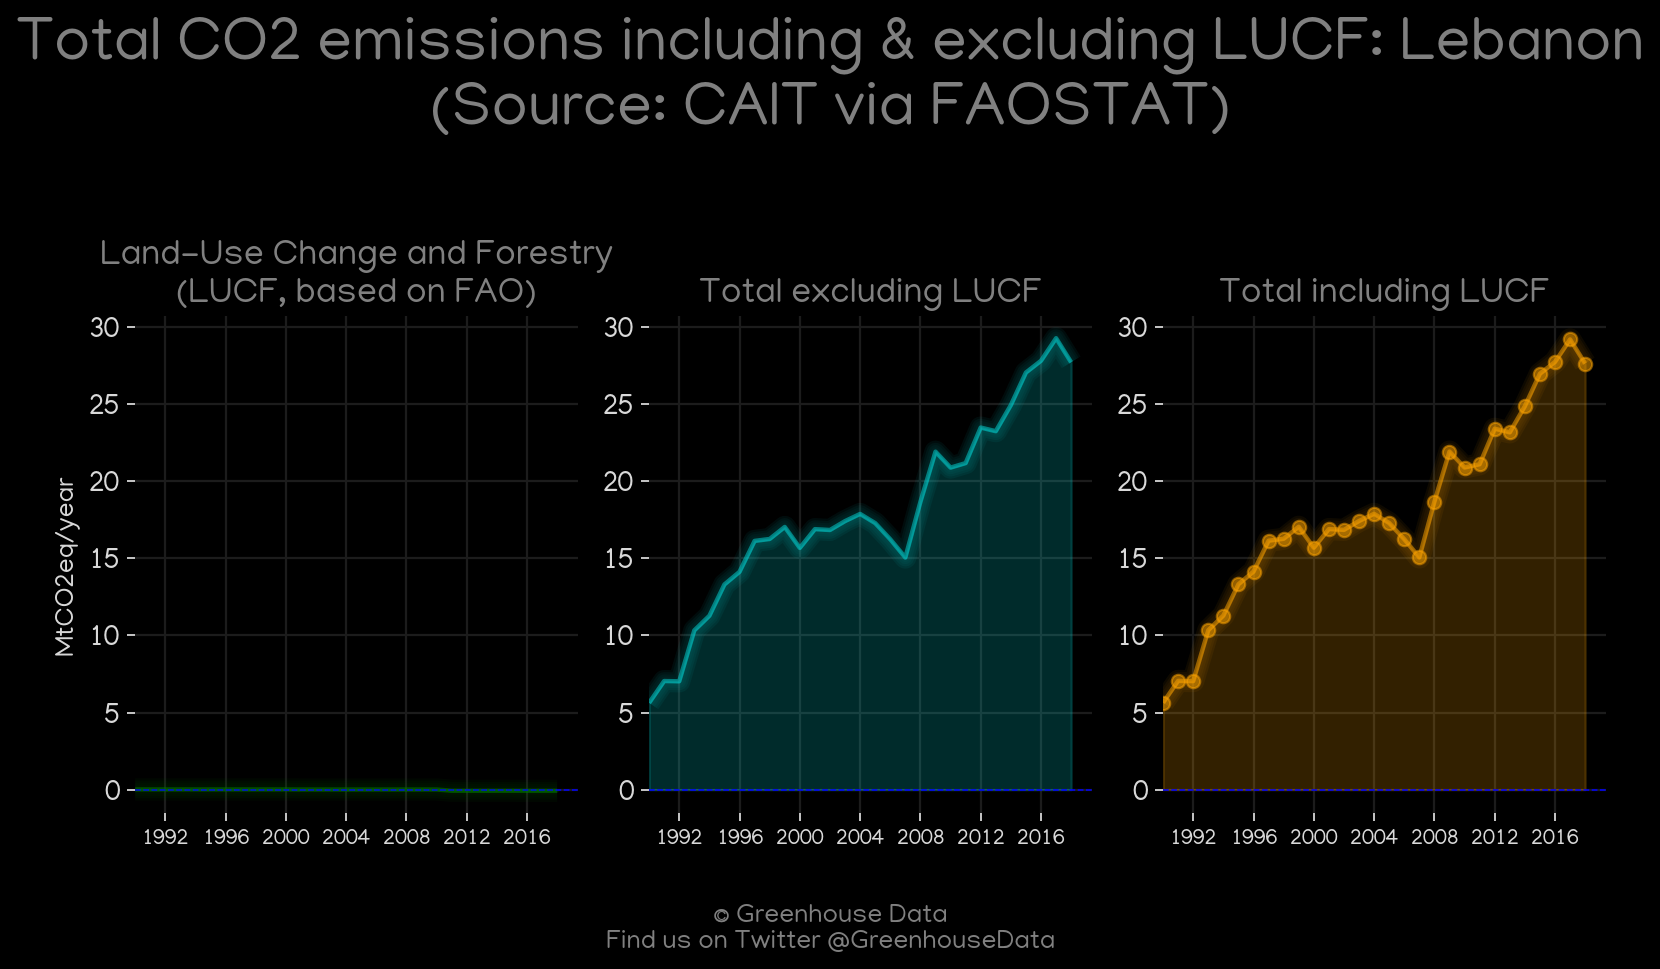 Total CO2 emissions including & excluding LUCF: Lebanon
(Source: CAIT via FAOSTAT)
Land-Use Change and Forestry
(LUCF, based on FAO)
MtCO2eq/year
30
25
20
15
10
5
0
1992 1996 2000 2004 2008 2012 2016
Total excluding LUCF
30
25
20
15
10
5
0
1992 1996 2000 2004 2008 2012 2016
Total including LUCF
30
25
20
15
10
5
0
1992 1996 2000 2004 2008 2012 2016
© Greenhouse Data
Find us on Twitter @GreenhouseData